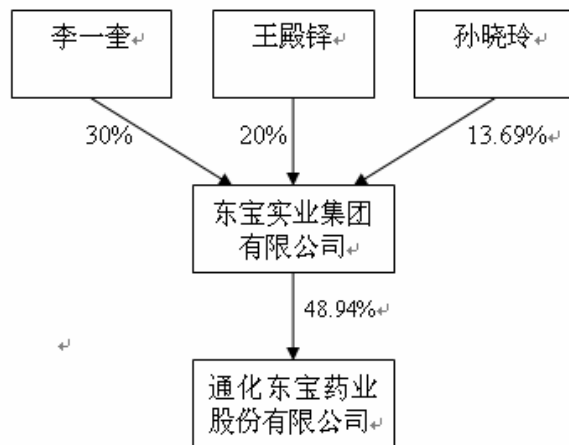 李一奎
王殿铎
孙晓玲
30%
20%
13.69%
东宝实业集团
有限公司
48.94%
通化东宝药业
股份有限公司